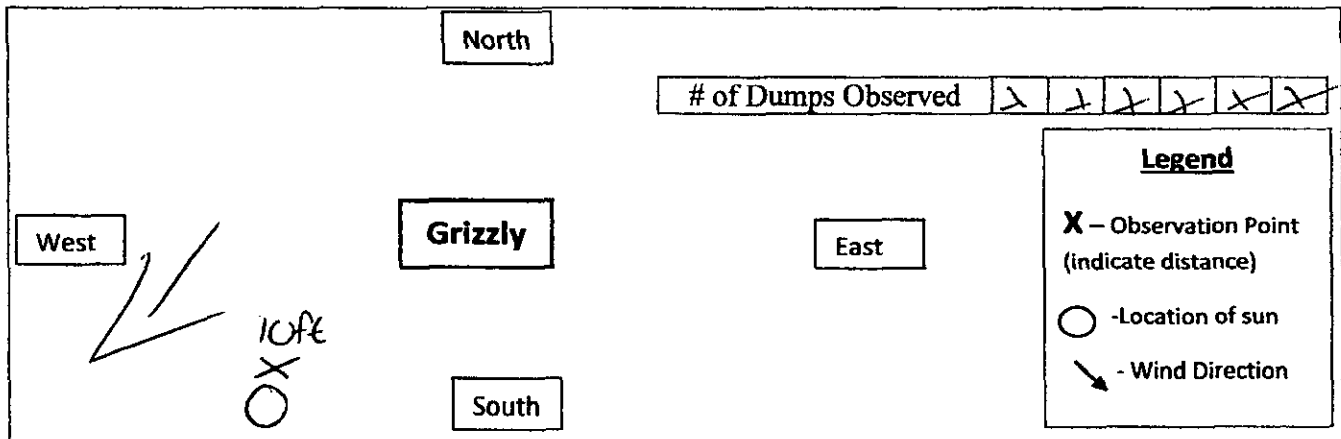 North
# of Dumps Observed X X X X X X
Legend
X – Observation Point
(indicate distance)
-Location of sun
- Wind Direction
West
Grizzly
East
10ft
X
South